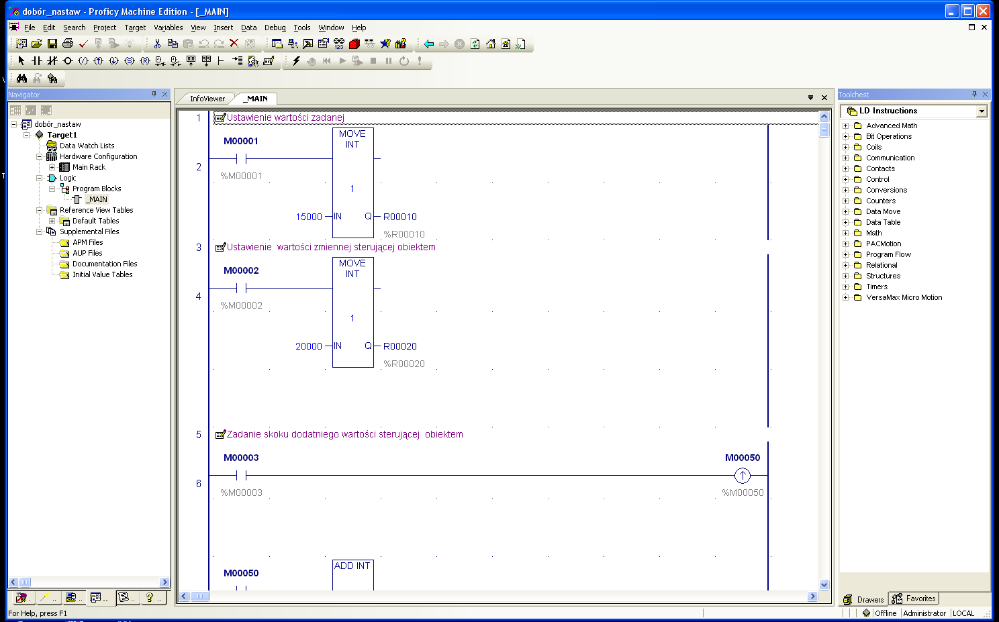 dobór_nastaw - Proficy Machine Edition - [_MAIN]
File Edit Search Project Target Variables View Insert Data Debug Tools Window Help
Navigator
dobór_nastaw
Target1
Data Watch Lists
Hardware Configuration
Main Rack
Logic
Program Blocks
_MAIN
Reference View Tables
Default Tables
Supplemental Files
APM Files
AUP Files
Documentation Files
Initial Value Tables
InfoViewer
_MAIN
1 Ustawienie wartości zadanej
MOVE
INT
M00001
2
%M00001
1
15000 IN Q R00010
%R00010
3 Ustawienie  wartości zmiennej sterującej obiektem
MOVE
INT
M00002
4
%M00002
1
20000 IN Q R00020
%R00020
5 Zadanie skoku dodatniego wartości sterującej  obiektem
M00003 M00050
6
%M00003 %M00050
ADD INT
M00050
Toolchest
LD Instructions
Advanced Math
Bit Operations
Coils
Communication
Contacts
Control
Conversions
Counters
Data Move
Data Table
Math
PACMotion
Program Flow
Relational
Structures
Timers
VersaMax Micro Motion
Drawers
Favorites
For Help, press F1
Offline
Administrator
LOCAL